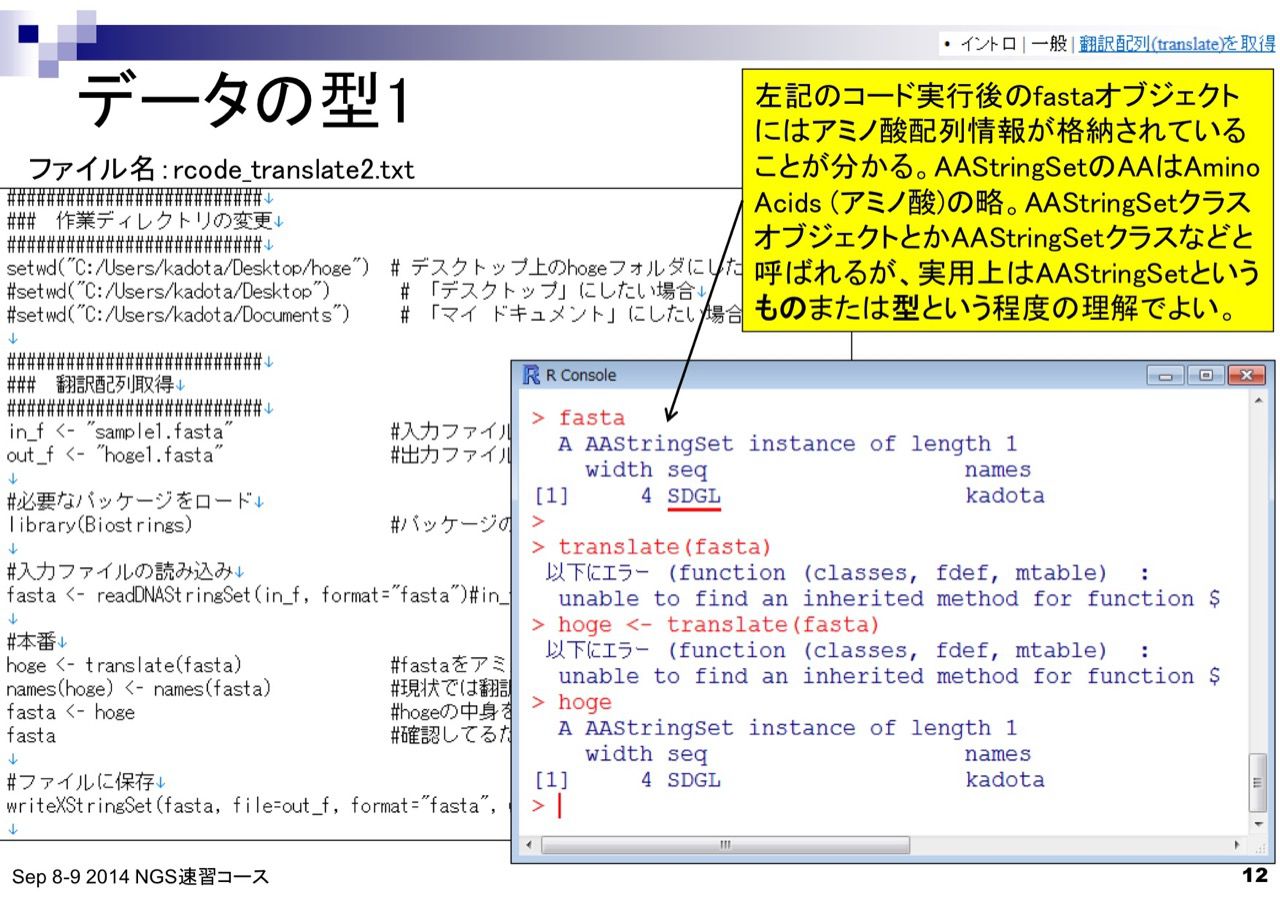 • イントロ | 一般 | 翻訳配列(translate)を取得
データの型1
左記のコード実行後のfastaオブジェクト
にはアミノ酸配列情報が格納されている
ことが分かる。AAStringSetのAAはAmino
Acids (アミノ酸)の略。AAStringSetクラス
オブジェクトとかAAStringSetクラスなどと
呼ばれるが、実用上はAAStringSetという
ものまたは型という程度の理解でよい。
ファイル名：rcode_translate2.txt
##########################↓
### 作業ディレクトリの変更↓
##########################↓
setwd("C:/Users/kadota/Desktop/hoge") # デスクトップ上のhogeフォルダにした
#setwd("C:/Users/kadota/Desktop") # 「デスクトップ」にしたい場合↓
#setwd("C:/Users/kadota/Documents") # 「マイ ドキュメント」にしたい場合
↓
##########################↓
### 翻訳配列取得↓
##########################↓
in_f <- "sample1.fasta" #入力ファイル
out_f <- "hoge1.fasta" #出力ファイル
↓
#必要なパッケージをロード↓
library(Biostrings) #パッケージの
↓
#入力ファイルの読み込み↓
fasta <- readDNAStringSet(in_f, format="fasta")#in_
↓
#本番↓
hoge <- translate(fasta) #fastaをアミ
names(hoge) <- names(fasta) #現状では翻訳
fasta <- hoge #hogeの中身を
fasta #確認してるだ
↓
#ファイルに保存↓
writeXStringSet(fasta, file=out_f, format="fasta",
↓
R Console
> fasta
A AAStringSet instance of length 1
width seq names
[1] 4 SDGL kadota
>
> translate(fasta)
以下にエラー (function (classes, fdef, mtable) :
unable to find an inherited method for function $
> hoge <- translate(fasta)
以下にエラー (function (classes, fdef, mtable) :
unable to find an inherited method for function $
> hoge
A AAStringSet instance of length 1
width seq names
[1] 4 SDGL kadota
>
Sep 8-9 2014 NGS速習コース
12